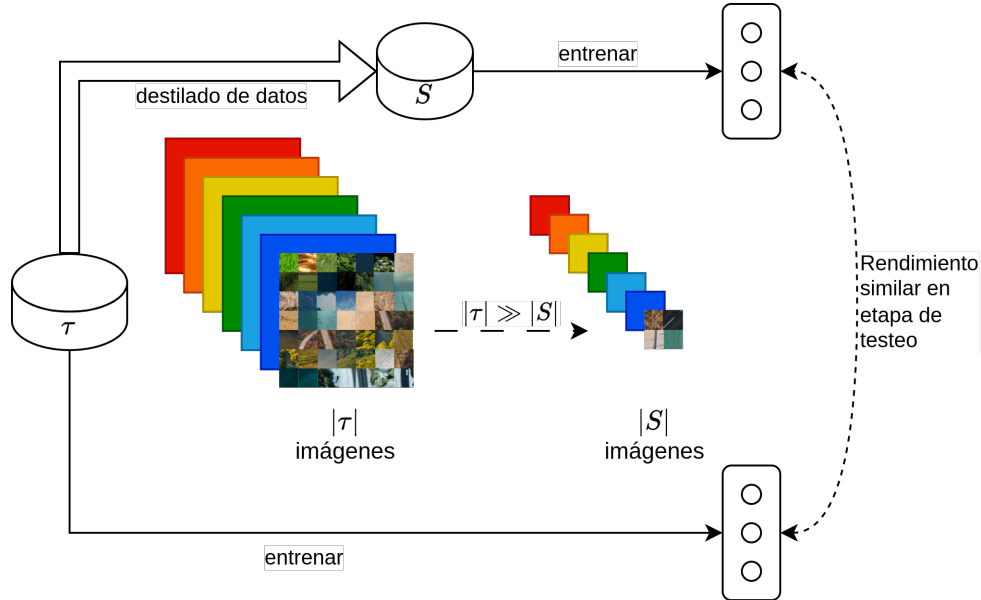 entrenar
destilado de datos
S
τ
|τ| ≫ |S|
Rendimiento
similar en
etapa de
testeo
|τ|
imágenes
|S|
imágenes
entrenar